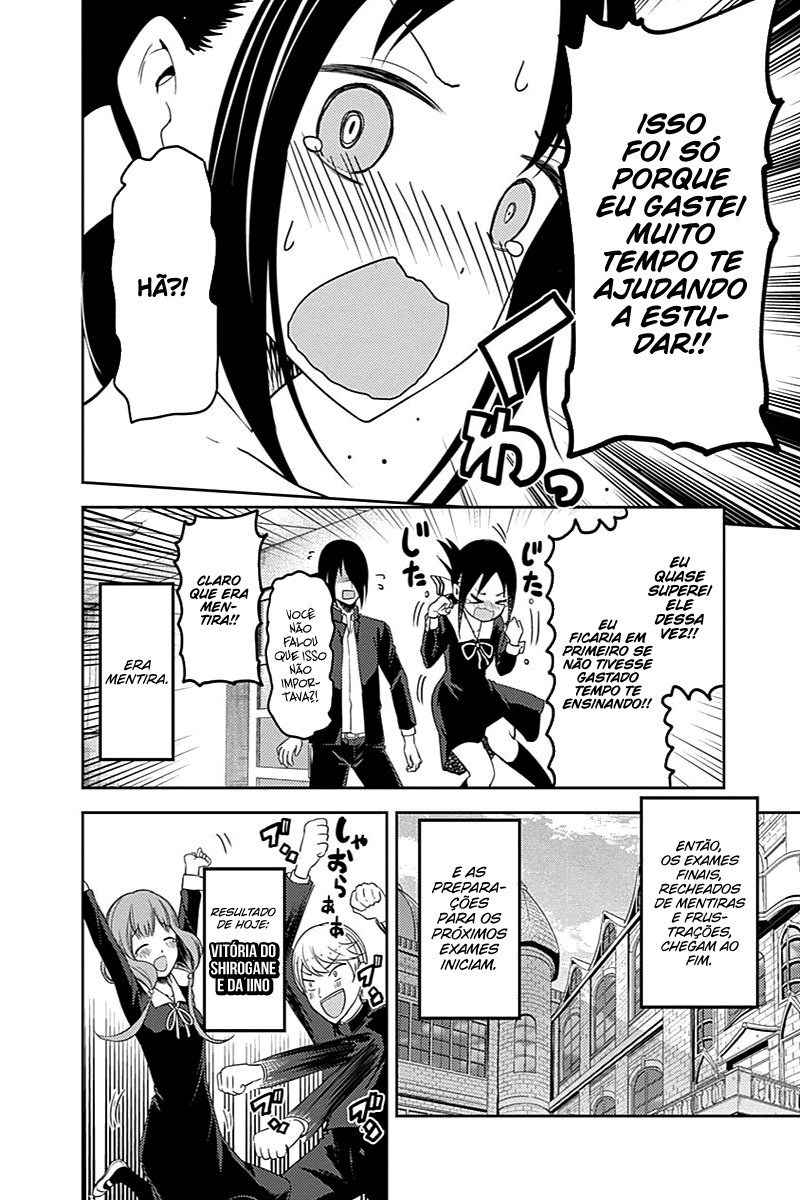 ISSO
FOI SÓ
PORQUE
EU GASTEI
MUITO
TEMPO TE
AJUDANDO
A ESTU-
DAR!!
HÃ?!
くわっ
EU
QUASE
SUPEREI
ELE
DESSA
VEZ!!
EU
FICARIA EM
PRIMEIRO SE
NÃO TIVESSE
GASTADO
TEMPO TE
ENSINANDO!!
じた
じた
VOCÊ
NÃO
FALOU
QUE ISSO
NÃO
IMPOR-
TAVA?!
CLARO
QUE ERA
MEN-
TIRA!!
ERA
MENTIRA.
ENTÃO,
OS EXAMES
FINAIS,
RECHEADOS
DE MENTIRAS
E FRUS-
TRAÇÕES,
CHEGAM AO
FIM.
E AS
PREPARA-
ÇÕES
PARA OS
PRÓXIMOS
EXAMES
INICIAM.
しゃおらぁぁ
RESULTADO
DE HOJE:
VITÓRIA DO
SHIROGANE
E DA IINO